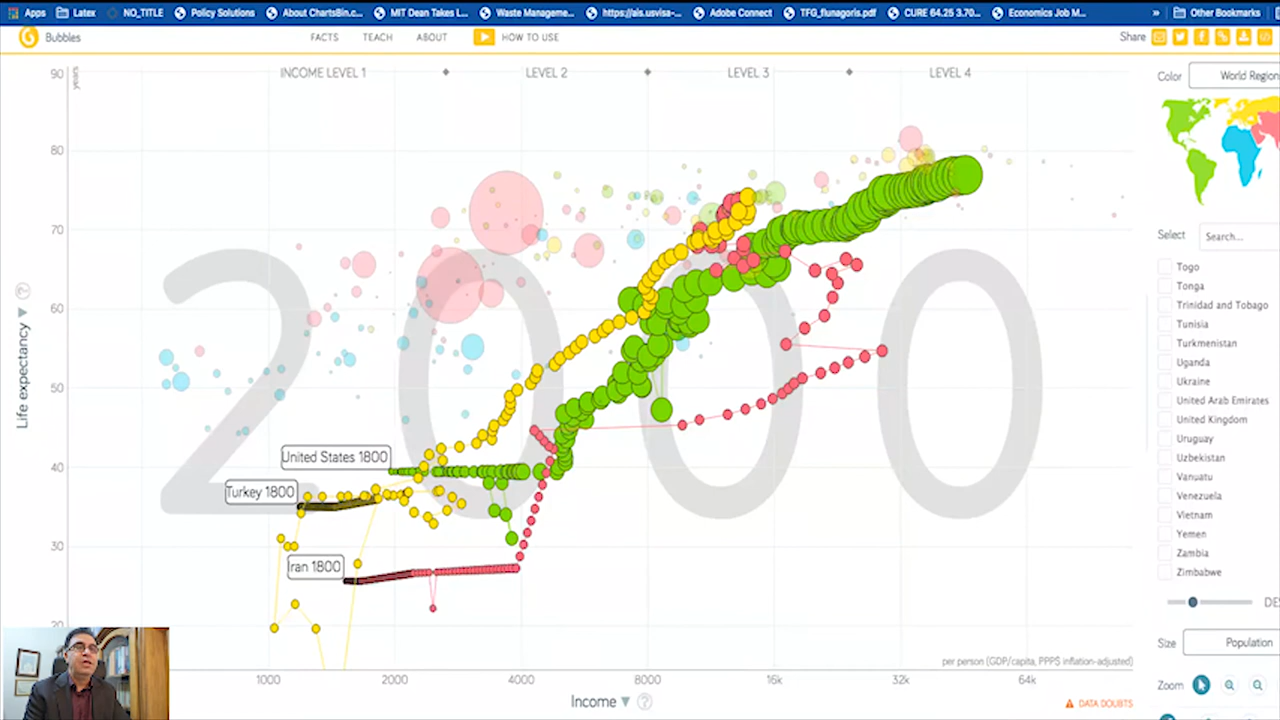 Apps Latex NO_TITLE Policy Solutions About ChartsBin.c... MIT Dean Takes L... Waste Manageme... https://ais.usvisa-... Adobe Connect TFG_flunagoris.pdf CURE 64.25 3.70... Economics Job M... » Other Bookmarks
Bubbles FACTS TEACH ABOUT HOW TO USE Share
90 years INCOME LEVEL 1 LEVEL 2 LEVEL 3 LEVEL 4 Color World Region
80
70
Select Search...
2000
60
Togo
Tonga
Trinidad and Tobago
Tunisia
Turkmenistan
Uganda
Ukraine
United Arab Emirates
United Kingdom
Uruguay
Uzbekistan
Vanuatu
Venezuela
Vietnam
Yemen
Zambia
Zimbabwe
Life expectancy ▼ ?
50
United States 1800
40
Turkey 1800
30
Iran 1800
20
Size Population
per person (GDP/capita, PPP$ inflation-adjusted)
1000 2000 4000 8000 16k 32k 64k
Zoom
Income ▼ ? DATA DOUBTS